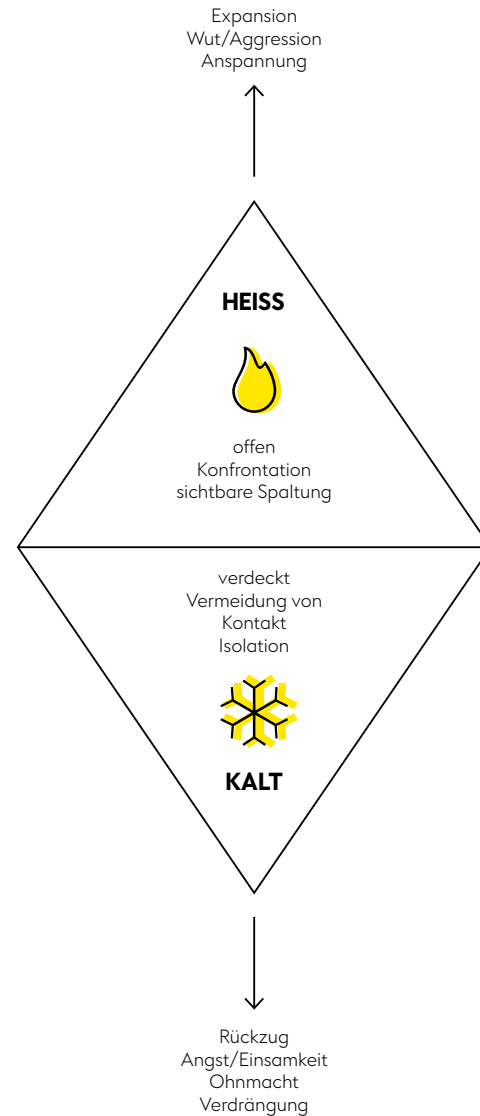 Expansion
Wut/Aggression
Anspannung
HEISS
offen
Konfrontation
sichtbare Spaltung
verdeckt
Vermeidung von
Kontakt
Isolation
KALT
Rückzug
Angst/Einsamkeit
Ohnmacht
Verdrängung